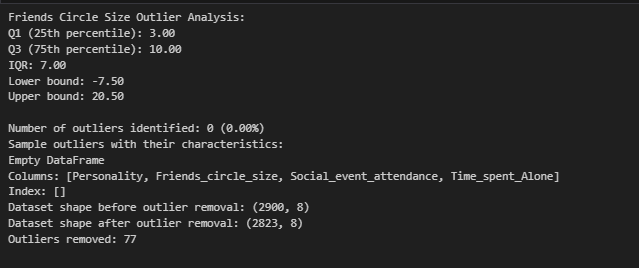 Friends Circle Size Outlier Analysis:
Q1 (25th percentile): 3.00
Q3 (75th percentile): 10.00
IQR: 7.00
Lower bound: -7.50
Upper bound: 20.50
Number of outliers identified: 0 (0.00%)
Sample outliers with their characteristics:
Empty DataFrame
Columns: [Personality, Friends_circle_size, Social_event_attendance, Time_spent_Alone]
Index: []
Dataset shape before outlier removal: (2900, 8)
Dataset shape after outlier removal: (2823, 8)
Outliers removed: 77